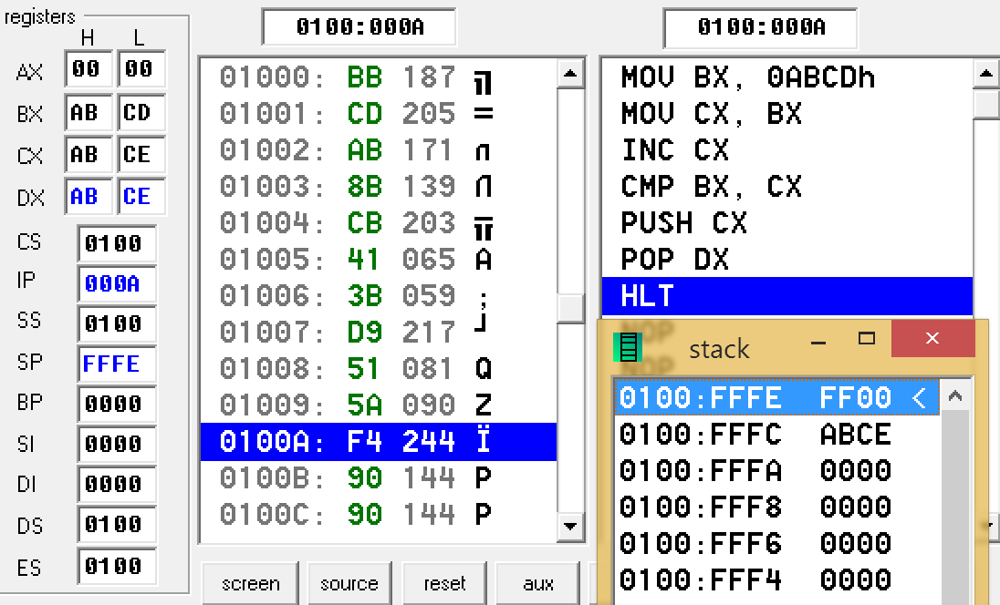 registers
H L
AX 00 00
BX AB CD
CX AB CE
DX AB CE
CS 0100
IP 000A
SS 0100
SP FFFE
BP 0000
SI 0000
DI 0000
DS 0100
ES 0100
0100:000A
01000: BB 187 ╗
01001: CD 205 =
01002: AB 171 л
01003: 8B 139 Л
01004: CB 203 ╦
01005: 41 065 A
01006: 3B 059 ;
01007: D9 217 ┘
01008: 51 081 Q
01009: 5A 090 Z
0100A: F4 244 Ï
0100B: 90 144 Р
0100C: 90 144 Р
screen source reset aux
0100:000A
MOV BX, 0ABCDh
MOV CX, BX
INC CX
CMP BX, CX
PUSH CX
POP DX
HLT
NOP
NOP
stack
0100:FFFE FF00 <
0100:FFFC ABCE
0100:FFFA 0000
0100:FFF8 0000
0100:FFF6 0000
0100:FFF4 0000